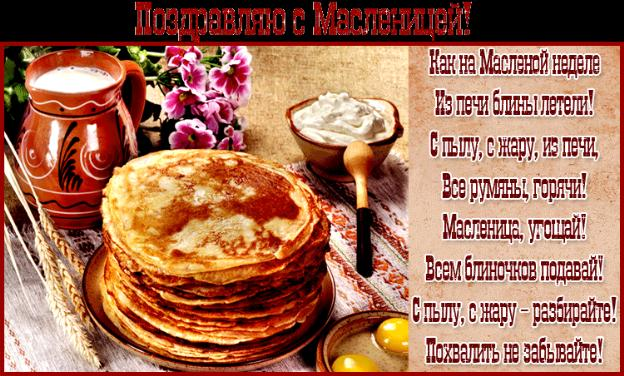 Поздравляю с Масленицей!
Как на Масленой неделе
Из печи блины летели!
С пылу, с жару, из печи,
Все румяны, горячи!
Масленица, угощай!
Всем блиночков подавай!
С пылу, с жару – разбирайте!
Похвалить не забывайте!